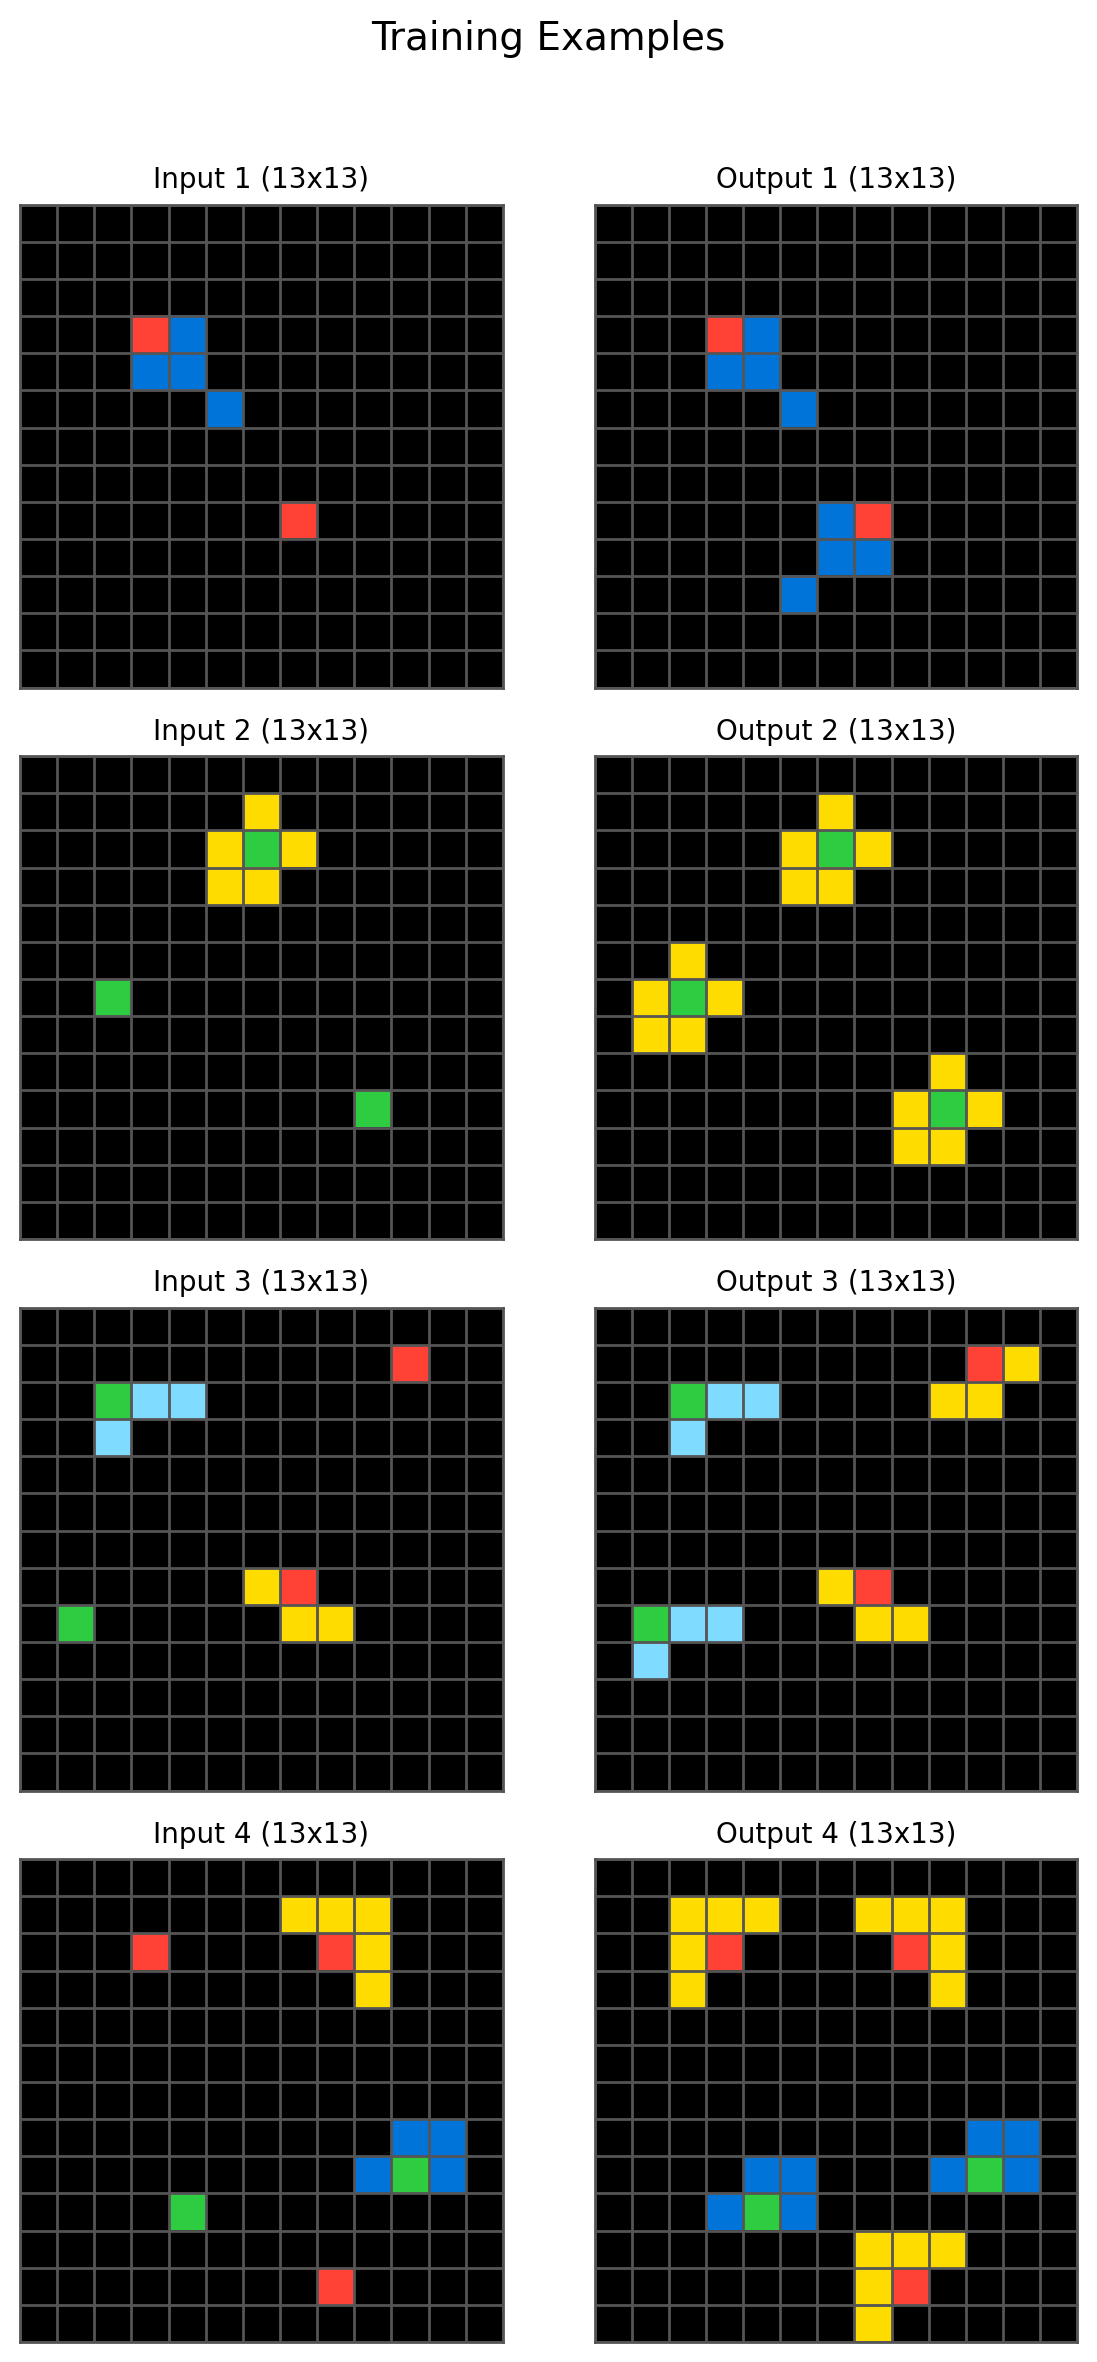 Training Examples
Input 1 (13x13)
Output 1 (13x13)
Input 2 (13x13)
Output 2 (13x13)
Input 3 (13x13)
Output 3 (13x13)
Input 4 (13x13)
Output 4 (13x13)